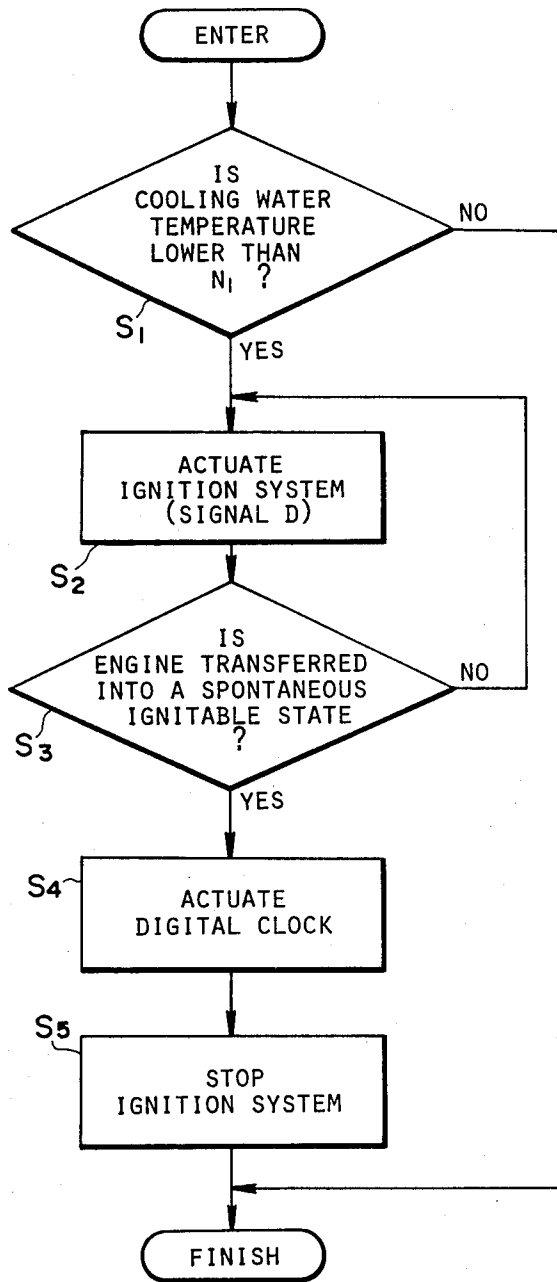 ENTER
IS
COOLING WATER
TEMPERATURE
LOWER THAN
N₁ ?
NO
S₁
YES
ACTUATE
IGNITION SYSTEM
(SIGNAL D)
S₂
IS
ENGINE TRANSFERRED
INTO A SPONTANEOUS
IGNITABLE STATE
?
NO
S₃
YES
S₄
ACTUATE
DIGITAL CLOCK
S₅
STOP
IGNITION SYSTEM
FINISH